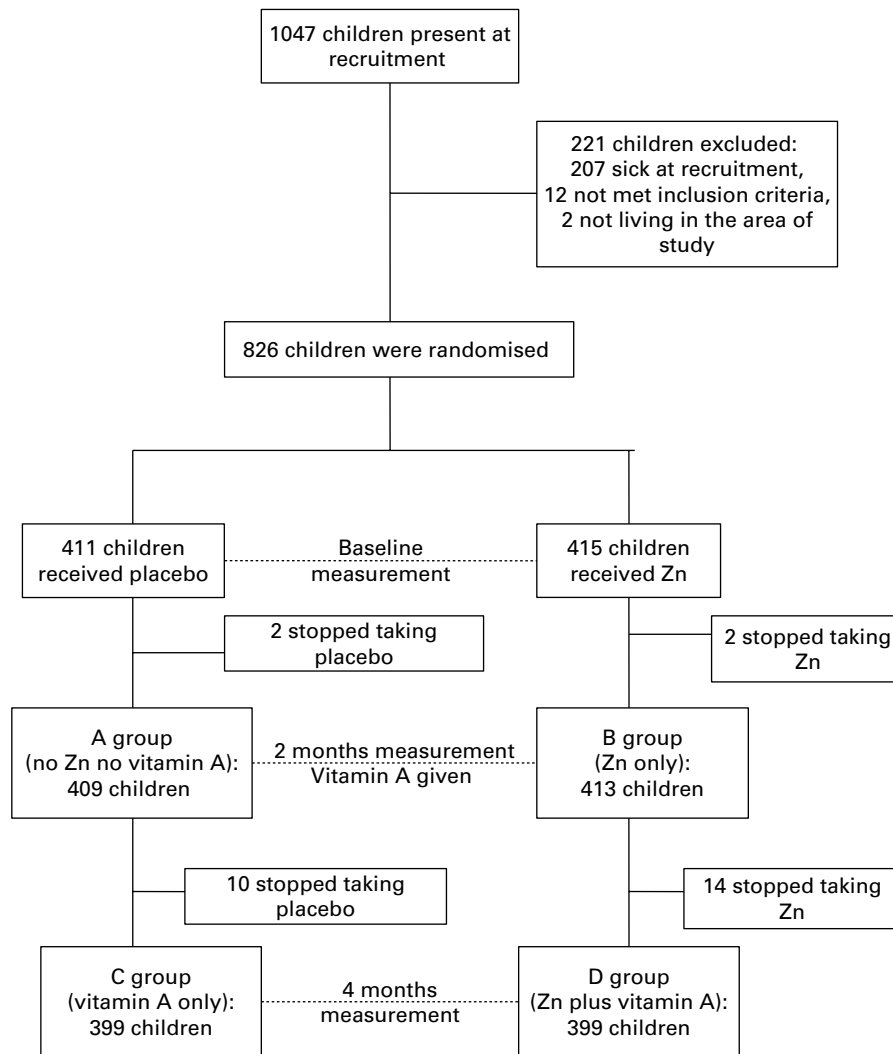 1047 children present at
recruitment
221 children excluded:
207 sick at recruitment,
12 not met inclusion criteria,
2 not living in the area of
study
826 children were randomised
411 children
received placebo
Baseline
measurement
415 children
received Zn
2 stopped taking
placebo
2 stopped taking
Zn
A group
(no Zn no vitamin A):
409 children
2 months measurement
Vitamin A given
B group
(Zn only):
413 children
10 stopped taking
placebo
14 stopped taking
Zn
C group
(vitamin A only):
399 children
4 months
measurement
D group
(Zn plus vitamin A):
399 children